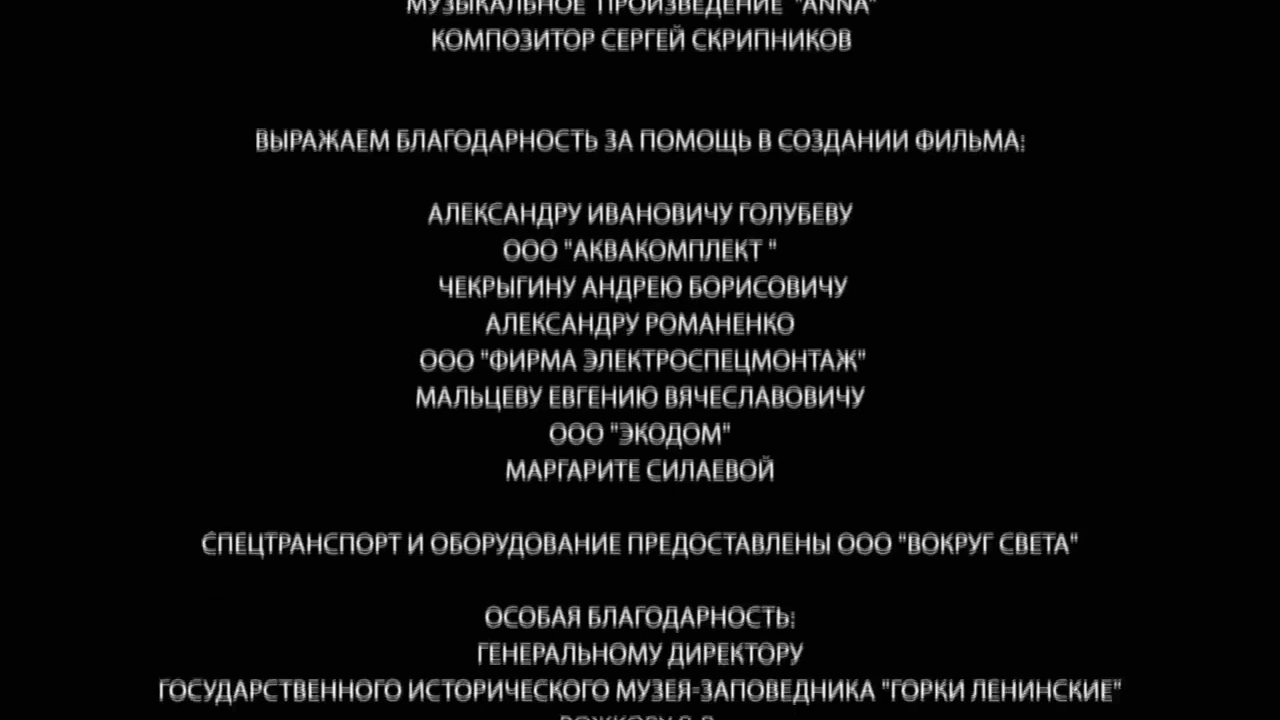 МУЗЫКАЛЬНОЕ ПРОИЗВЕДЕНИЕ "ANNA"
КОМПОЗИТОР СЕРГЕЙ СКРИПНИКОВ
ВЫРАЖАЕМ БЛАГОДАРНОСТЬ ЗА ПОМОЩЬ В СОЗДАНИИ ФИЛЬМА:
АЛЕКСАНДРУ ИВАНОВИЧУ ГОЛУБЕВУ
ООО "АКВАКОМПЛЕКТ "
ЧЕКРЫГИНУ АНДРЕЮ БОРИСОВИЧУ
АЛЕКСАНДРУ РОМАНЕНКО
ООО "ФИРМА ЭЛЕКТРОСПЕЦМОНТАЖ"
МАЛЬЦЕВУ ЕВГЕНИЮ ВЯЧЕСЛАВОВИЧУ
ООО "ЭКОДОМ"
МАРГАРИТЕ СИЛАЕВОЙ
СПЕЦТРАНСПОРТ И ОБОРУДОВАНИЕ ПРЕДОСТАВЛЕНЫ ООО "ВОКРУГ СВЕТА"
ОСОБАЯ БЛАГОДАРНОСТЬ:
ГЕНЕРАЛЬНОМУ ДИРЕКТОРУ
ГОСУДАРСТВЕННОГО ИСТОРИЧЕСКОГО МУЗЕЯ-ЗАПОВЕДНИКА "ГОРКИ ЛЕНИНСКИЕ"